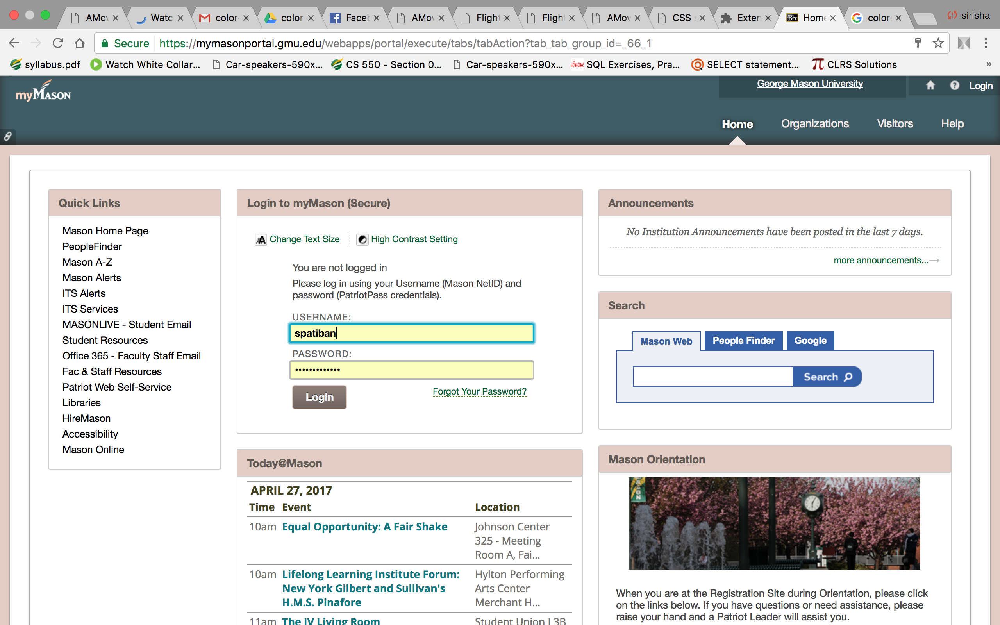 AMov
Watc
color-
color
Faceb
AMov
Flight
Flight
AMov
CSS
Exten
Home
color
sirisha
Secure https://mymasonportal.gmu.edu/webapps/portal/execute/tabs/tabAction?tab_tab_group_id=_66_1
syllabus.pdf Watch White Collar... Car-speakers-590x... CS 550 - Section 0... Car-speakers-590x... SQL Exercises, Pra... SELECT statement... CLRS Solutions »
myMASON
George Mason University
Login
Home Organizations Visitors Help
Quick Links
Mason Home Page
PeopleFinder
Mason A-Z
Mason Alerts
ITS Alerts
ITS Services
MASONLIVE - Student Email
Student Resources
Office 365 - Faculty Staff Email
Fac & Staff Resources
Patriot Web Self-Service
Libraries
HireMason
Accessibility
Mason Online
Login to myMason (Secure)
Change Text Size
High Contrast Setting
You are not logged in
Please log in using your Username (Mason NetID) and
password (PatriotPass credentials).
USERNAME:
spatiban
PASSWORD:
•••••••••••••
Login
Forgot Your Password?
Today@Mason
APRIL 27, 2017
Time Event Location
10am Equal Opportunity: A Fair Shake Johnson Center
325 - Meeting
Room A, Fai...
10am Lifelong Learning Institute Forum: Hylton Performing
New York Gilbert and Sullivan's Arts Center
H.M.S. Pinafore Merchant H...
11am The IV Living Room Student Union I 3B
Announcements
No Institution Announcements have been posted in the last 7 days.
more announcements...→
Search
Mason Web People Finder Google
Search
Mason Orientation
When you are at the Registration Site during Orientation, please click
on the links below. If you have questions or need assistance, please
raise your hand and a Patriot Leader will assist you.